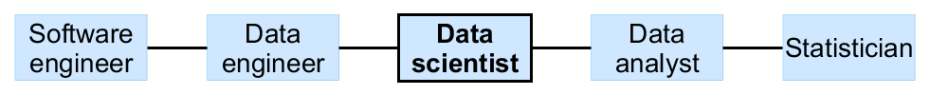 Software
engineer
Data
engineer
Data
scientist
Data
analyst
Statistician